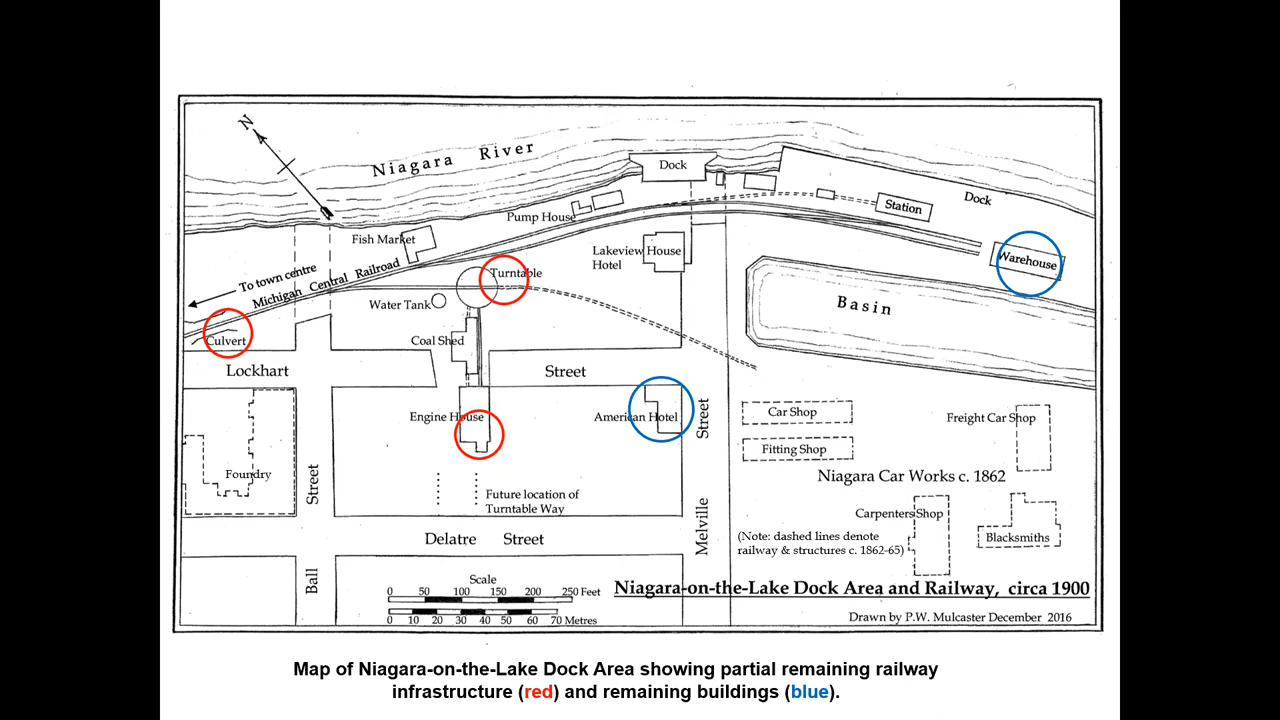 N
Niagara River
Dock
Dock
Station
Pump House
Fish Market
Lakeview House
Hotel
Warehouse
To town centre
Michigan Central Railroad
Turntable
Water Tank
Basin
Culvert
Coal Shed
Lockhart
Street
Engine House
American Hotel
Street
Car Shop
Freight Car Shop
Fitting Shop
Foundry
Street
Niagara Car Works c. 1862
Future location of
Turntable Way
Carpenters Shop
Melville
Delatre Street
(Note: dashed lines denote
railway & structures c. 1862-65)
Blacksmiths
Ball
Scale
0 50 100 150 200 250 Feet
0 10 20 30 40 50 60 70 Metres
Niagara-on-the-Lake Dock Area and Railway, circa 1900
Drawn by P.W. Mulcaster December 2016
Map of Niagara-on-the-Lake Dock Area showing partial remaining railway
infrastructure (red) and remaining buildings (blue).